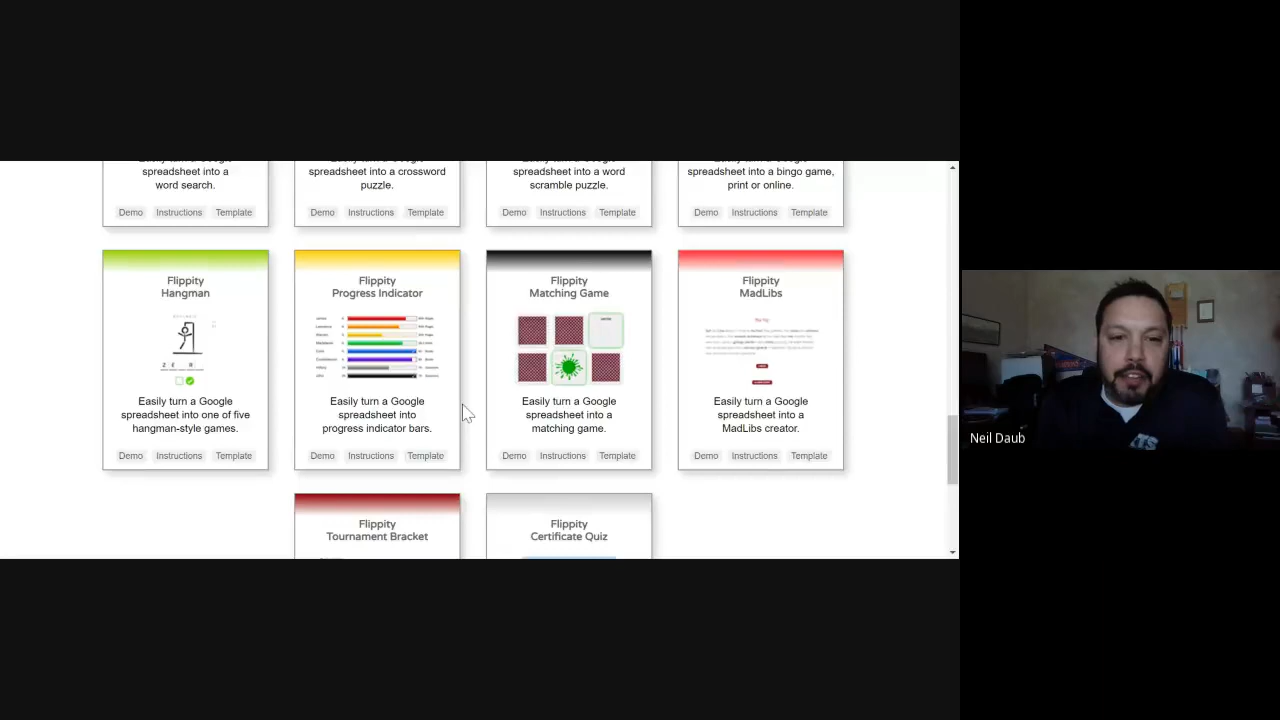 spreadsheet into a
word search.
spreadsheet into a crossword
puzzle.
spreadsheet into a word
scramble puzzle.
spreadsheet into a bingo game,
print or online.
Demo Instructions Template
Demo Instructions Template
Demo Instructions Template
Demo Instructions Template
Flippity
Hangman
Z E R
Easily turn a Google
spreadsheet into one of five
hangman-style games.
Demo Instructions Template
Flippity
Progress Indicator
Easily turn a Google
spreadsheet into
progress indicator bars.
Demo Instructions Template
Flippity
Matching Game
Easily turn a Google
spreadsheet into a
matching game.
Demo Instructions Template
Flippity
MadLibs
Easily turn a Google
spreadsheet into a
MadLibs creator.
Demo Instructions Template
Flippity
Tournament Bracket
Flippity
Certificate Quiz
Neil Daub